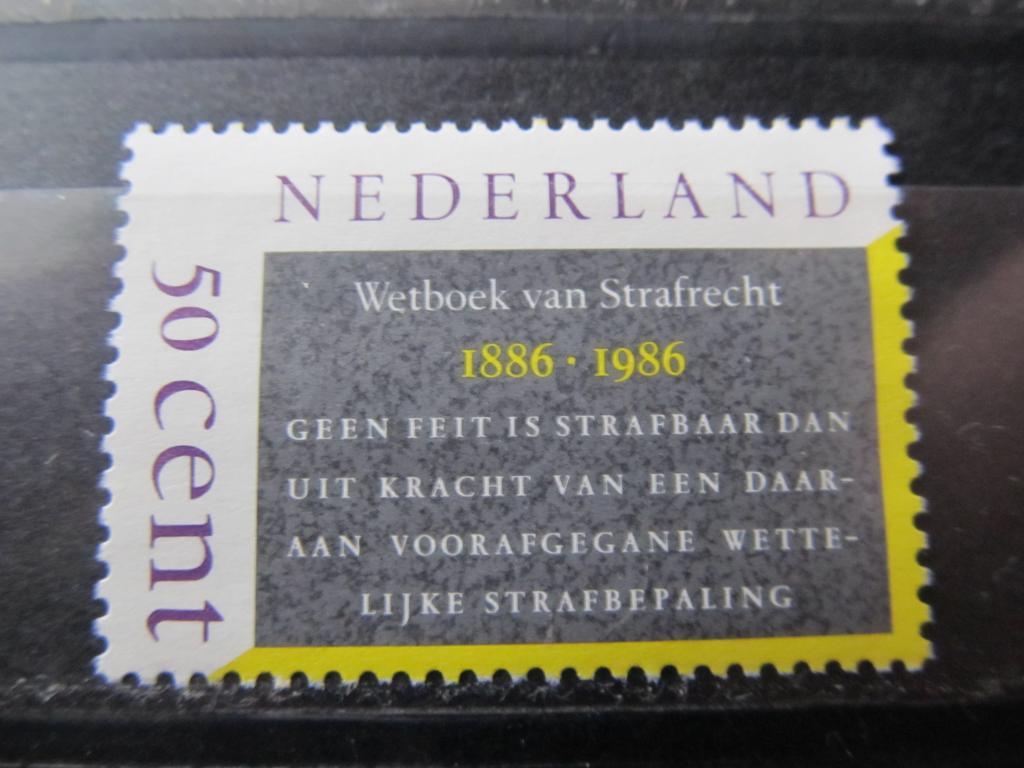 NEDERLAND
50 cent
Wetboek van Strafrecht
1886 · 1986
GEEN FEIT IS STRAFBAAR DAN
UIT KRACHT VAN EEN DAAR-
AAN VOORAFGEGANE WETTE-
LIJKE STRAFBEPALING